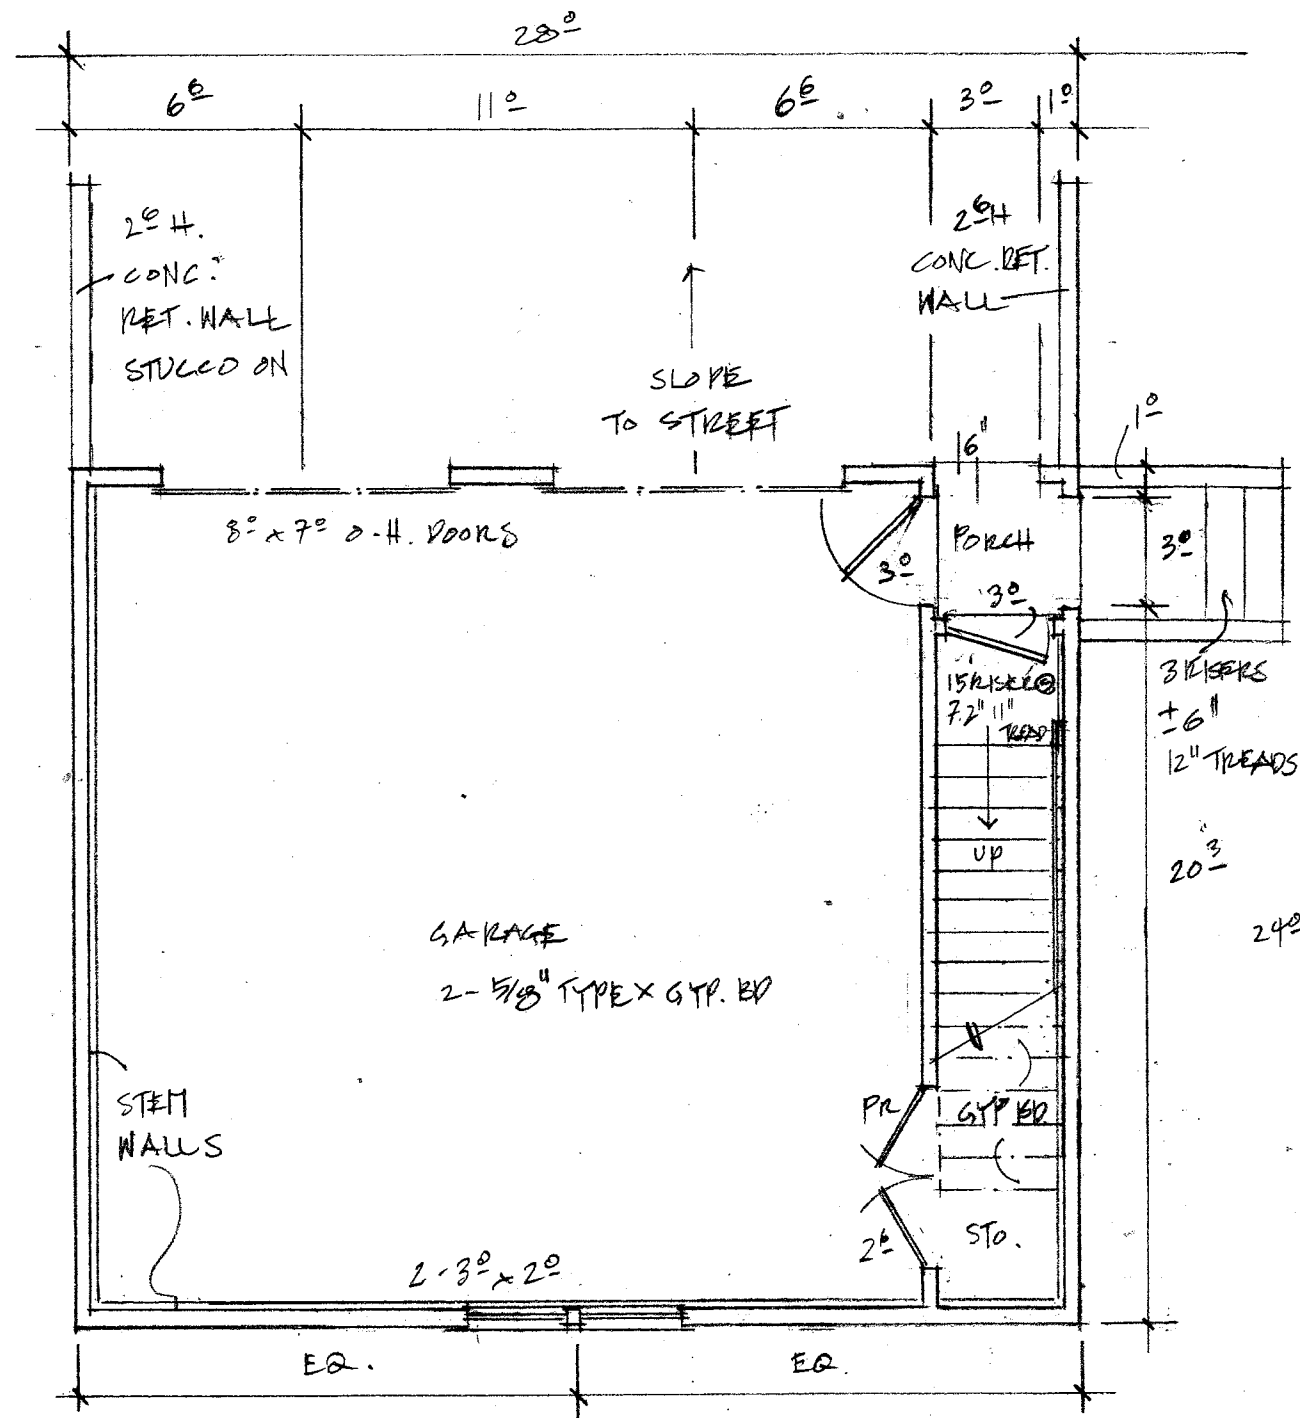 28⁰
6⁶ 11⁰ 6⁶ 3⁰ 1⁰
2⁶ H.
CONC.
RET. WALL
STUCCO ON
2⁶ H
CONC. RET.
WALL
SLOPE
TO STREET
1⁰
6"
8⁰ x 7⁰ O.H. DOORS
PORCH
3⁰
3⁰
3⁰
15 RISER @
7.2" 11"
TREAD
3 RISERS
± 6"
12" TREADS
UP
20³
24⁰
GARAGE
2 - 5/8" TYPE X GYP. BD
STEM
WALLS
PR
GYP BD
2⁶
STO.
2 - 3⁰ x 2⁰
EQ. EQ.